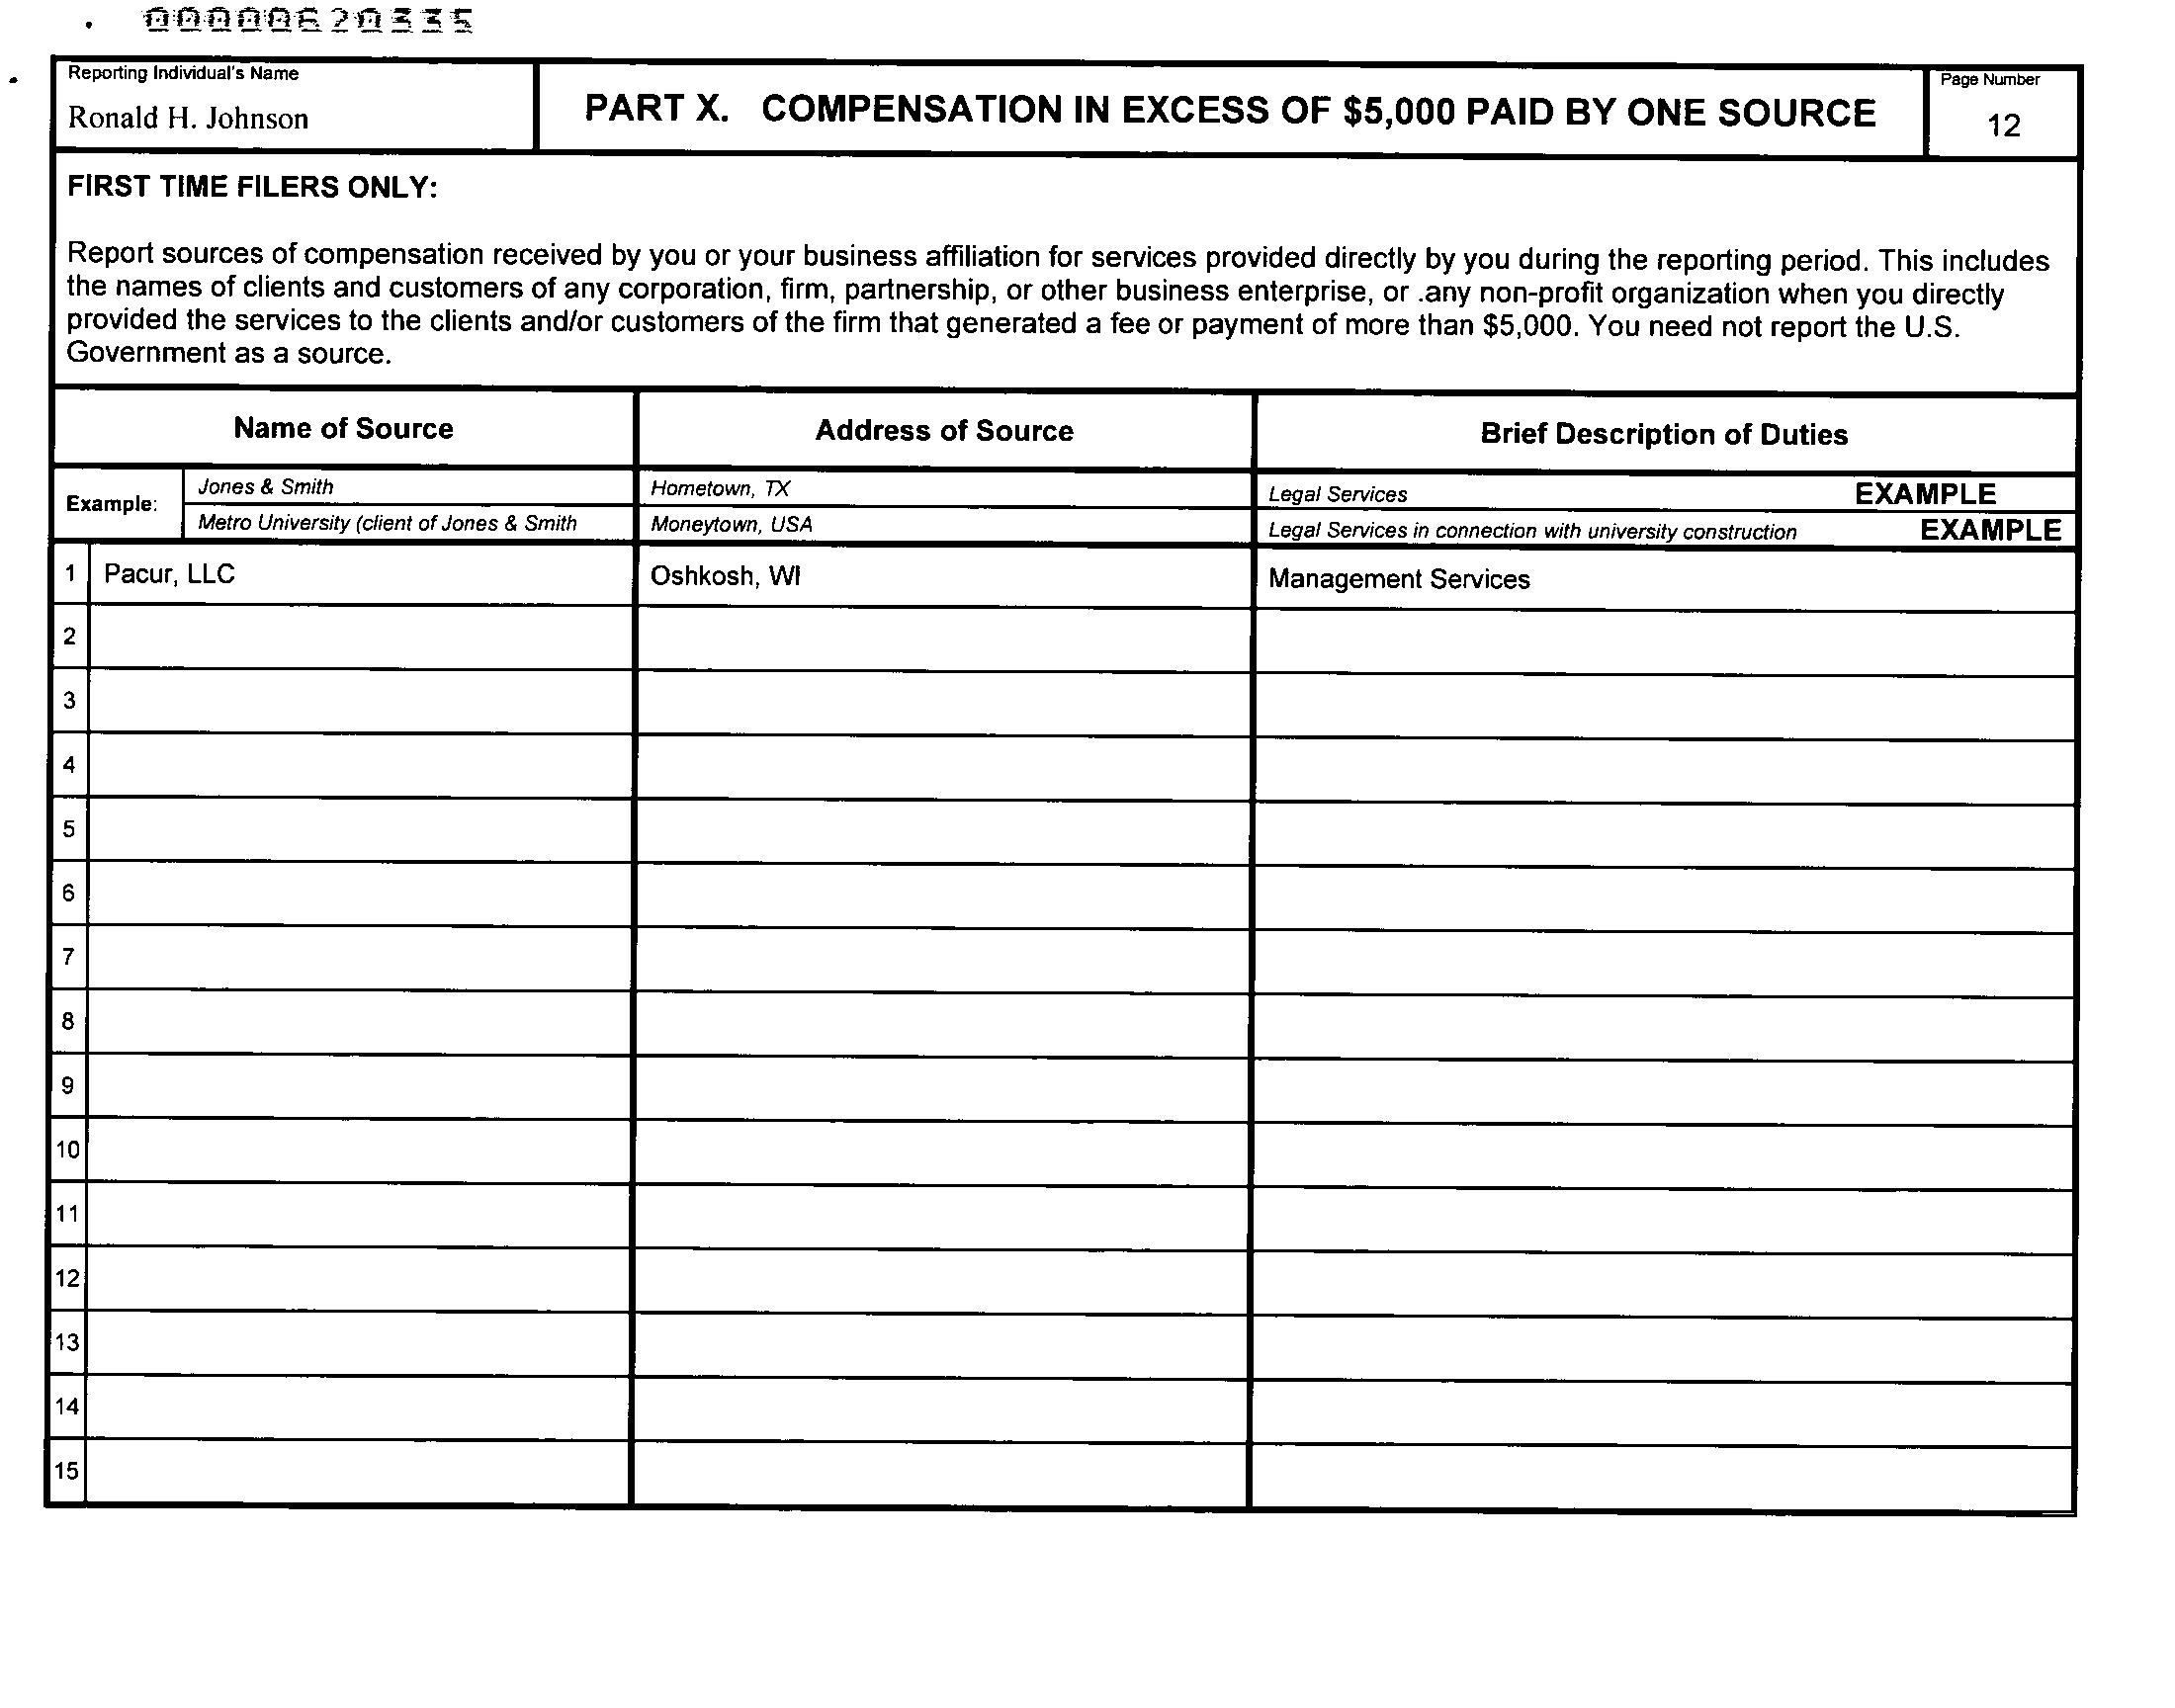 00000620335
Reporting Individual's Name
Ronald H. Johnson
PART X. COMPENSATION IN EXCESS OF $5,000 PAID BY ONE SOURCE
Page Number
12
FIRST TIME FILERS ONLY:
Report sources of compensation received by you or your business affiliation for services provided directly by you during the reporting period. This includes
the names of clients and customers of any corporation, firm, partnership, or other business enterprise, or .any non-profit organization when you directly
provided the services to the clients and/or customers of the firm that generated a fee or payment of more than $5,000. You need not report the U.S.
Government as a source.
Name of Source Address of Source Brief Description of Duties
Example: Jones & Smith Hometown, TX Legal Services EXAMPLE
Metro University (client of Jones & Smith Moneytown, USA Legal Services in connection with university construction EXAMPLE
1 Pacur, LLC Oshkosh, WI Management Services
2
3
4
5
6
7
8
9
10
11
12
13
14
15